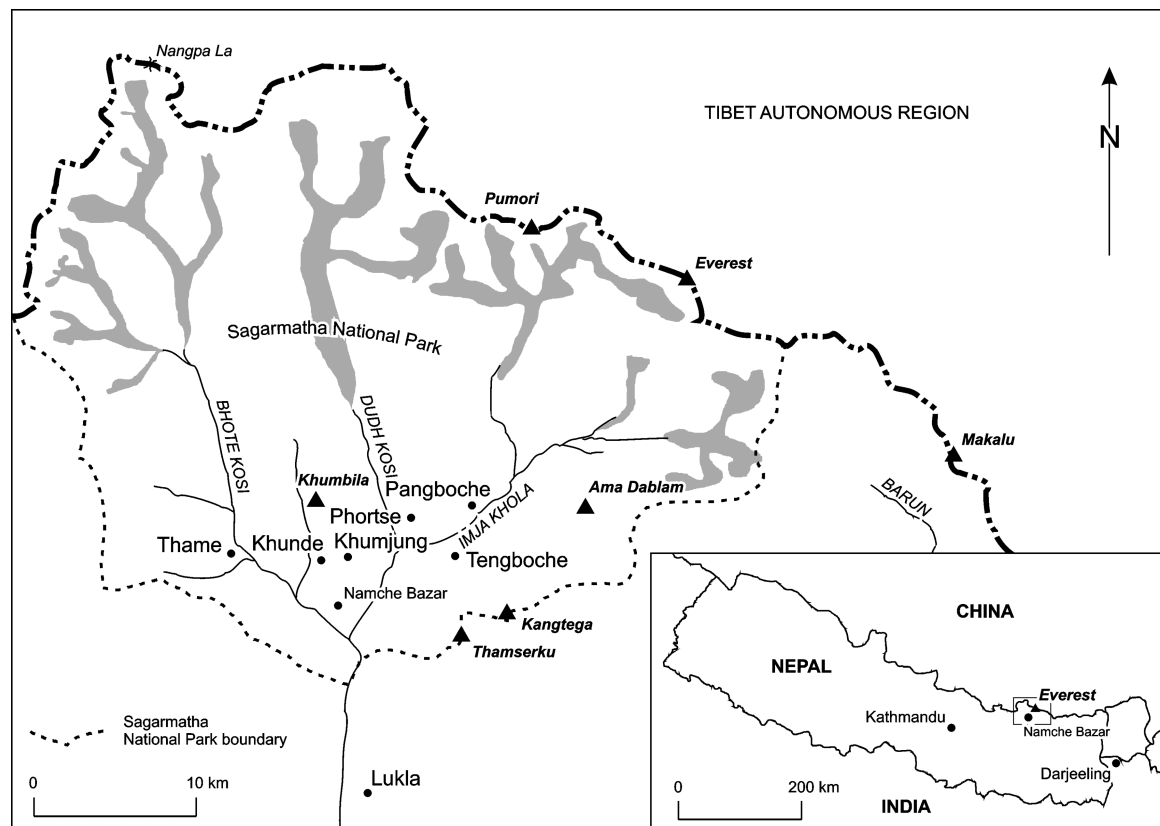 Nangpa La
TIBET AUTONOMOUS REGION
N
Pumori
Everest
Sagarmatha National Park
BHOTE KOSI
DUDH KOSI
Makalu
Khumbila
Pangboche
Ama Dablam
BARUN
Phortse
IMJA KHOLA
Thame
Khunde
Khumjung
Tengboche
Namche Bazar
Kangtega
Thamserku
Sagarmatha
National Park boundary
0 10 km
Lukla
CHINA
NEPAL
Everest
Kathmandu
Namche Bazar
Darjeeling
0 200 km
INDIA